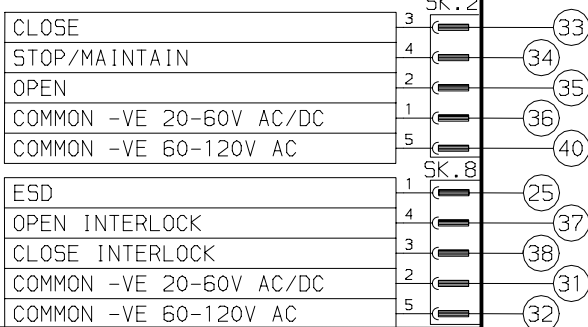 SK.2
CLOSE 3 33
STOP/MAINTAIN 4 34
OPEN 2 35
COMMON -VE 20-60V AC/DC 1 36
COMMON -VE 60-120V AC 5 40
SK.8
ESD 1 25
OPEN INTERLOCK 4 37
CLOSE INTERLOCK 3 38
COMMON -VE 20-60V AC/DC 2 31
COMMON -VE 60-120V AC 5 32